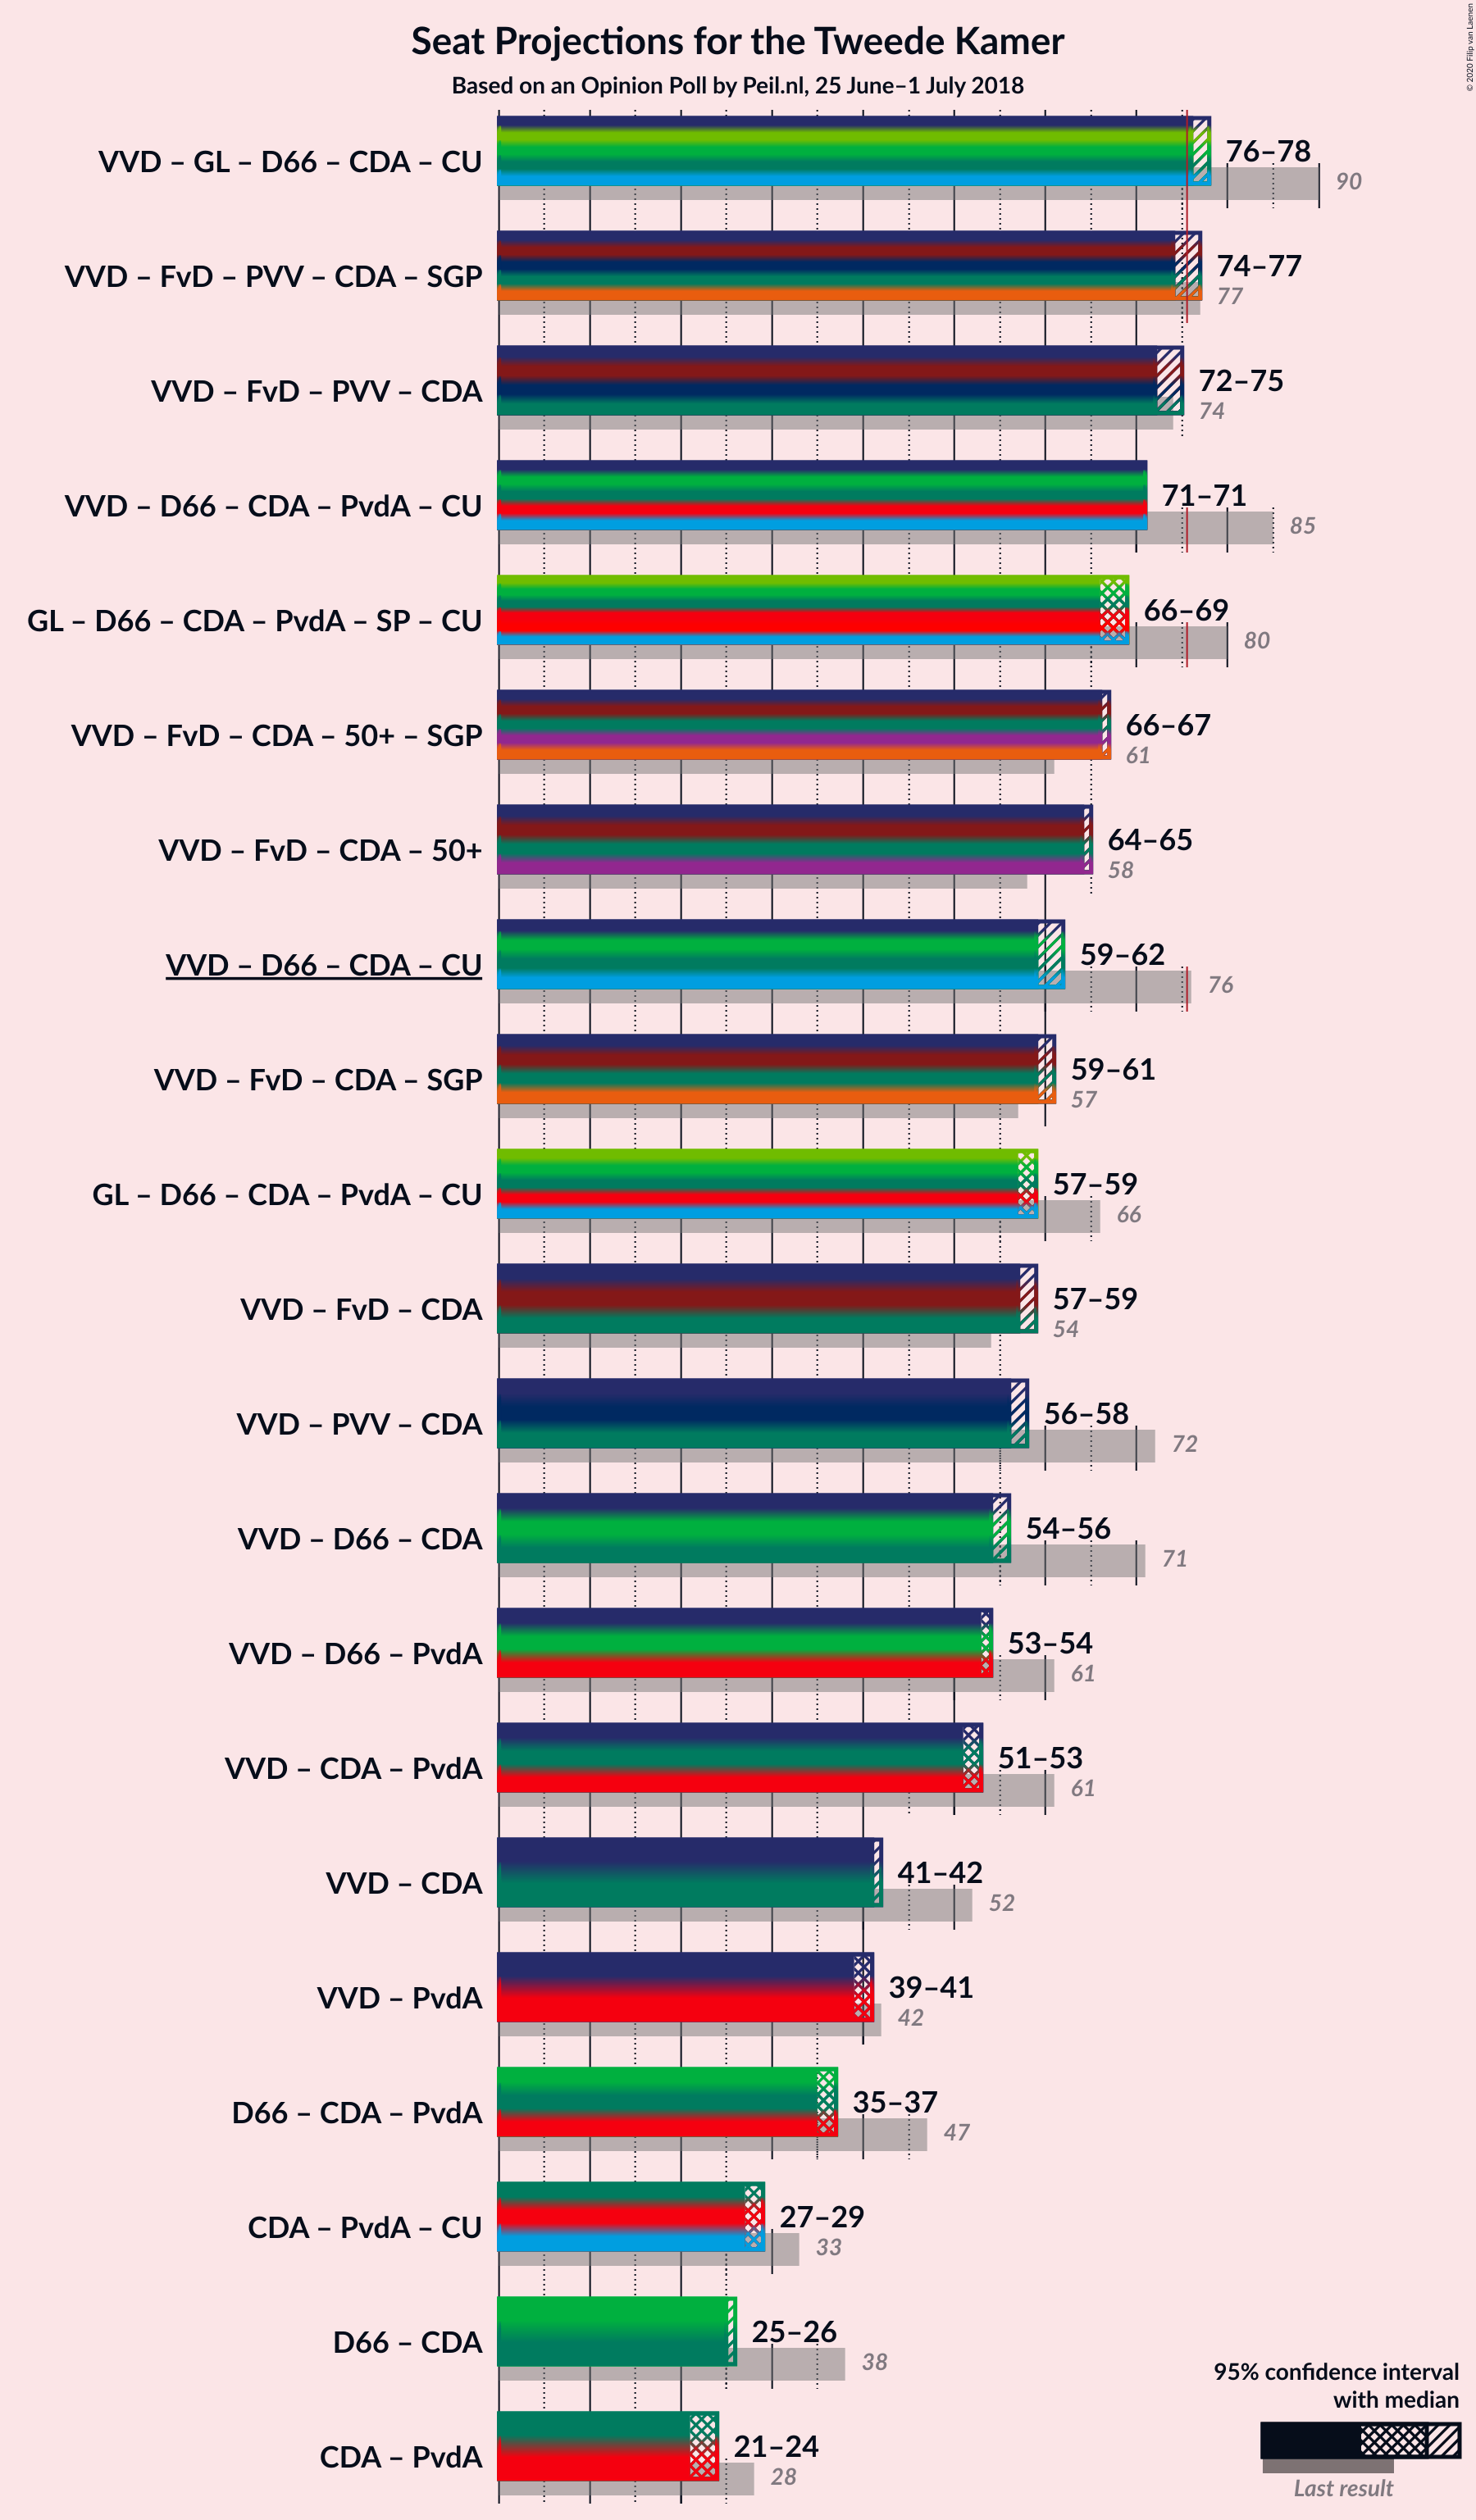 Seat Projections for the Tweede Kamer
Based on an Opinion Poll by Peil.nl, 25 June–1 July 2018
© 2020 Filip van Laenen
VVD – GL – D66 – CDA – CU
76–78
90
VVD – FvD – PVV – CDA – SGP
74–77
77
VVD – FvD – PVV – CDA
72–75
74
VVD – D66 – CDA – PvdA – CU
71–71
85
GL – D66 – CDA – PvdA – SP – CU
66–69
80
VVD – FvD – CDA – 50+ – SGP
66–67
61
VVD – FvD – CDA – 50+
64–65
58
VVD – D66 – CDA – CU
59–62
76
VVD – FvD – CDA – SGP
59–61
57
GL – D66 – CDA – PvdA – CU
57–59
66
VVD – FvD – CDA
57–59
54
VVD – PVV – CDA
56–58
72
VVD – D66 – CDA
54–56
71
VVD – D66 – PvdA
53–54
61
VVD – CDA – PvdA
51–53
61
VVD – CDA
41–42
52
VVD – PvdA
39–41
42
D66 – CDA – PvdA
35–37
47
CDA – PvdA – CU
27–29
33
D66 – CDA
25–26
38
CDA – PvdA
21–24
28
95% confidence interval
with median
Last result